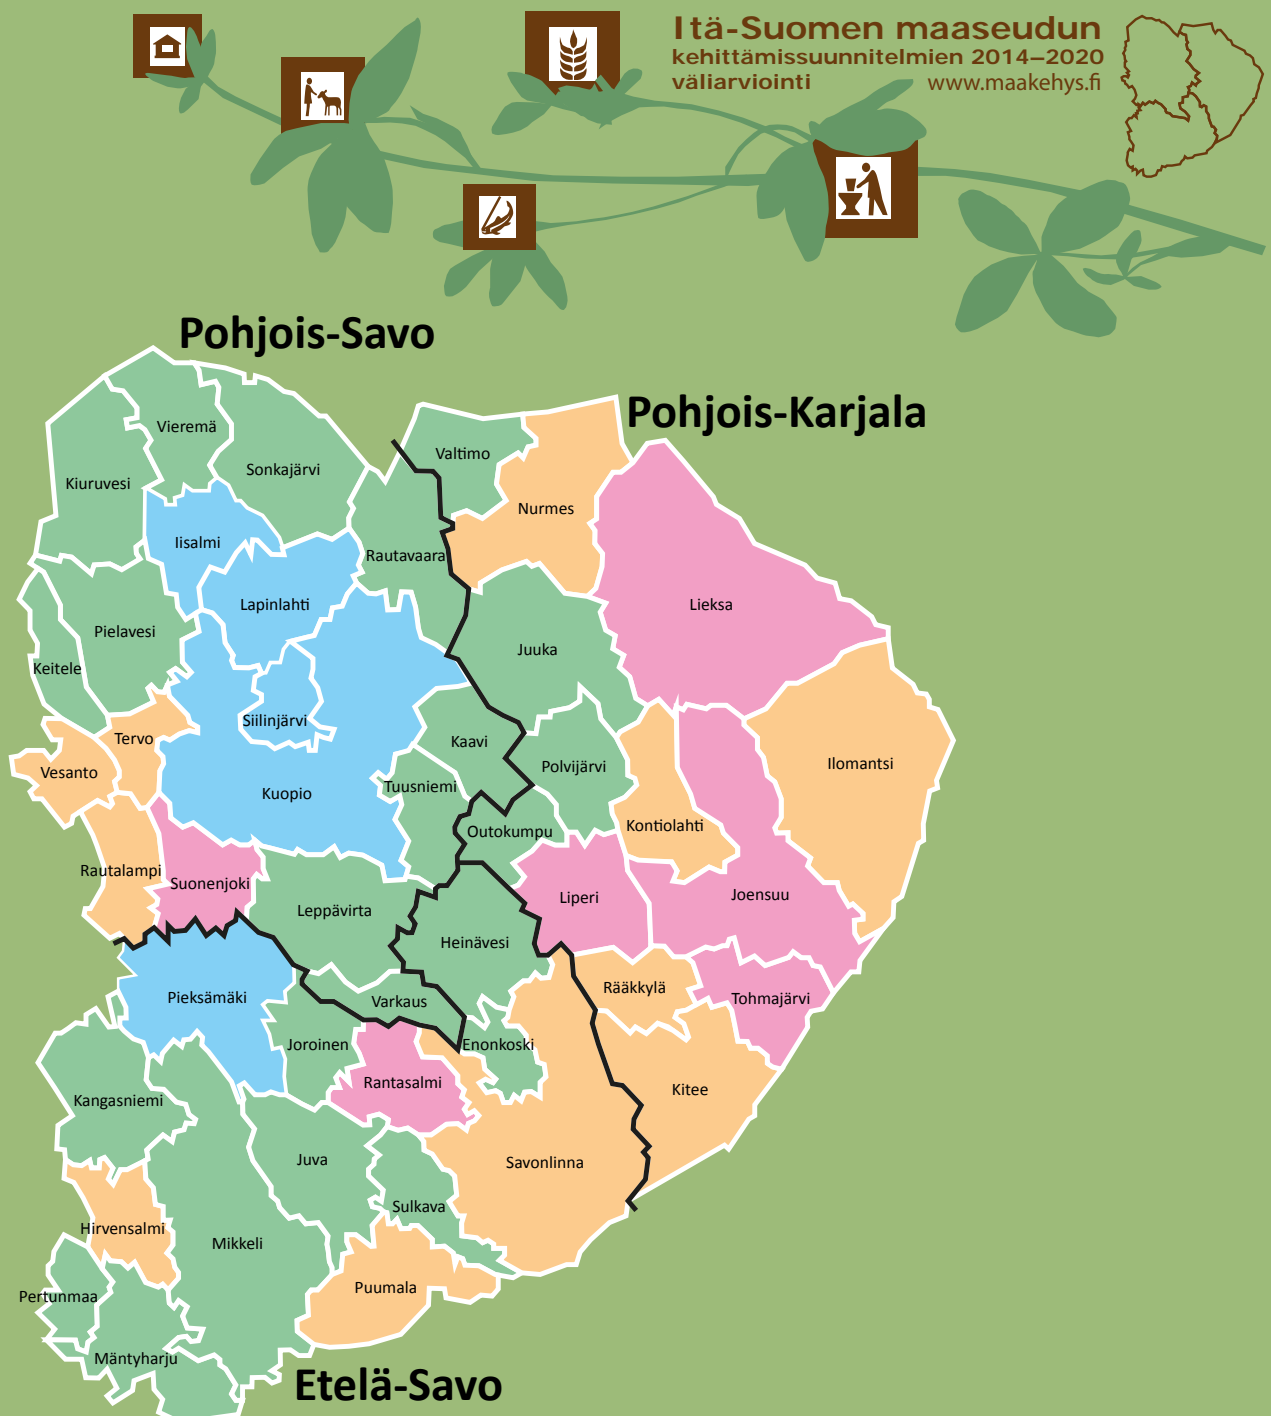 Itä-Suomen maaseudun
kehittämissuunnitelmien 2014–2020
väliarviointi www.maakehys.fi
Pohjois-Savo
Pohjois-Karjala
Vieremä
Valtimo
Sonkajärvi
Kiuruvesi
Nurmes
Iisalmi
Rautavaara
Lapinlahti
Lieksa
Pielavesi
Juuka
Keitele
Siilinjärvi
Tervo
Kaavi
Ilomantsi
Polvijärvi
Vesanto
Tuusniemi
Kuopio
Kontiolahti
Outokumpu
Rautalampi
Suonenjoki
Joensuu
Liperi
Leppävirta
Heinävesi
Rääkkylä
Pieksämäki
Tohmajärvi
Varkaus
Joroinen
Enonkoski
Rantasalmi
Kitee
Kangasniemi
Juva
Savonlinna
Sulkava
Hirvensalmi
Mikkeli
Puumala
Pertunmaa
Mäntyharju
Etelä-Savo